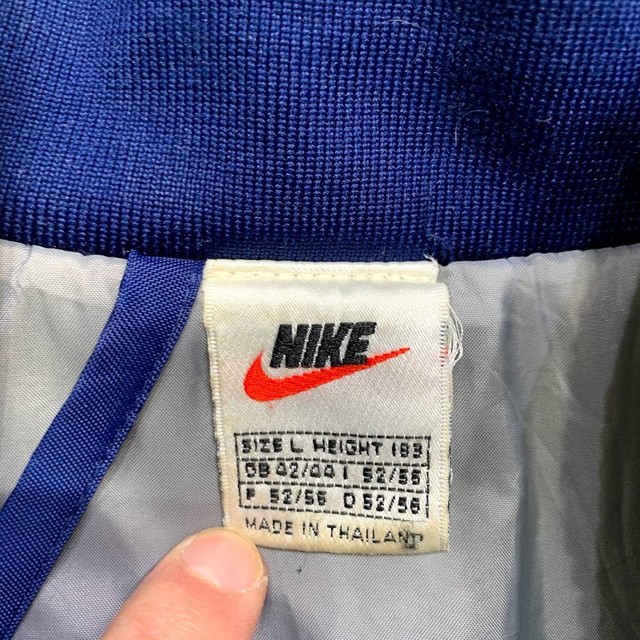 NIKE
SIZE L HEIGHT 183
GB 42/44 I 52/56
F 52/56 D 52/56
MADE IN THAILAND